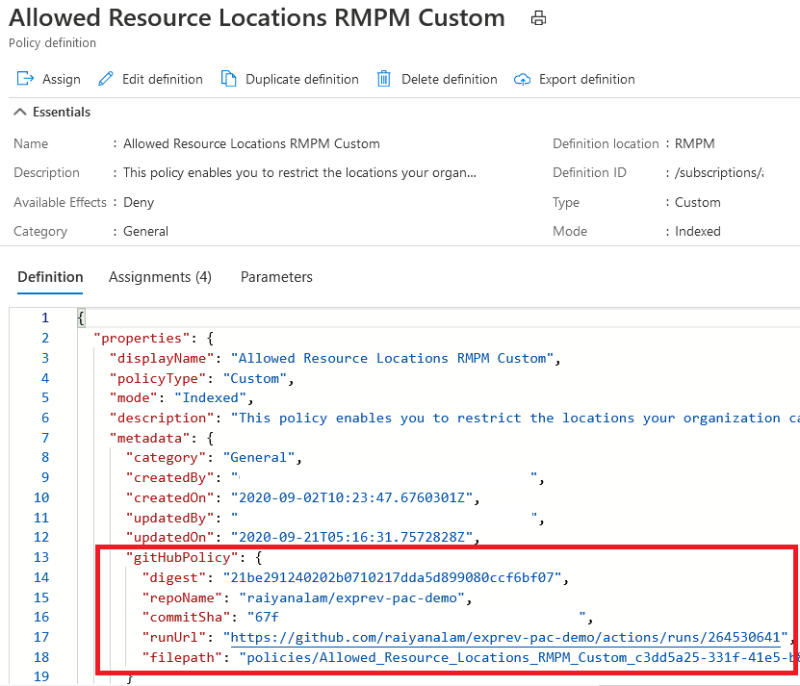 Allowed Resource Locations RMPM Custom
Policy definition
Assign Edit definition Duplicate definition Delete definition Export definition
Essentials
Name : Allowed Resource Locations RMPM Custom Definition location : RMPM
Description : This policy enables you to restrict the locations your organ... Definition ID : /subscriptions/
Available Effects : Deny Type : Custom
Category : General Mode : Indexed
Definition Assignments (4) Parameters
1 {
2 "properties": {
3 "displayName": "Allowed Resource Locations RMPM Custom",
4 "policyType": "Custom",
5 "mode": "Indexed",
6 "description": "This policy enables you to restrict the locations your organization ca
7 "metadata": {
8 "category": "General",
9 "createdBy": " ",
10 "createdOn": "2020-09-02T10:23:47.6760301Z",
11 "updatedBy": " ",
12 "updatedOn": "2020-09-21T05:16:31.7572828Z",
13 "gitHubPolicy": {
14 "digest": "21be291240202b0710217dda5d899080ccf6bf07",
15 "repoName": "raiyanalam/exprev-pac-demo",
16 "commitSha": "67f ",
17 "runUrl": "https://github.com/raiyanalam/exprev-pac-demo/actions/runs/264530641",
18 "filepath": "policies/Allowed_Resource_Locations_RMPM_Custom_c3dd5a25-331f-41e5-b
19 }